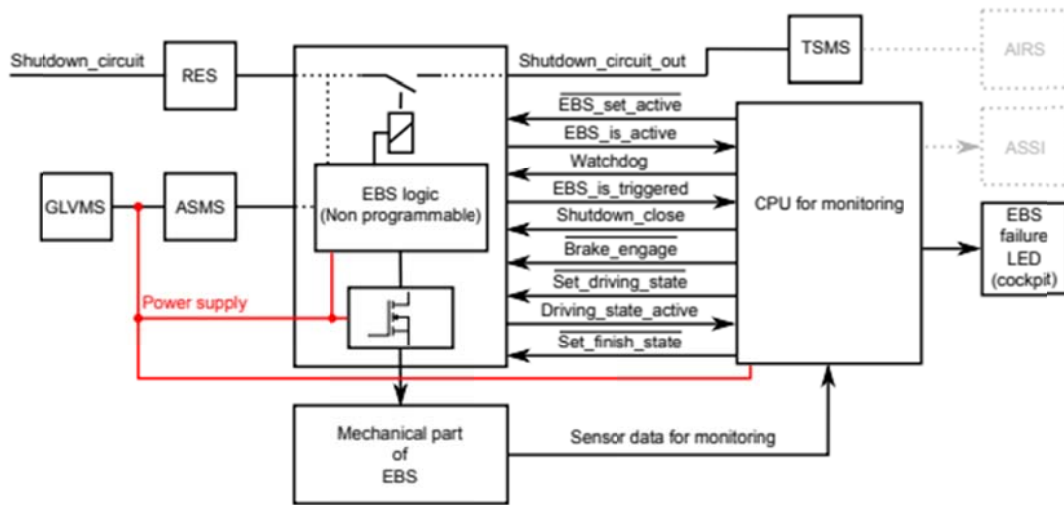 Shutdown_circuit
RES
Shutdown_circuit_out
TSMS
AIRS
EBS_set_active
EBS_is_active
Watchdog
EBS_is_triggered
Shutdown_close
Brake_engage
Set_driving_state
Driving_state_active
Set_finish_state
ASSI
CPU for monitoring
EBS
failure
LED
(cockpit)
GLVMS
ASMS
EBS logic
(Non programmable)
Power supply
Mechanical part
of
EBS
Sensor data for monitoring